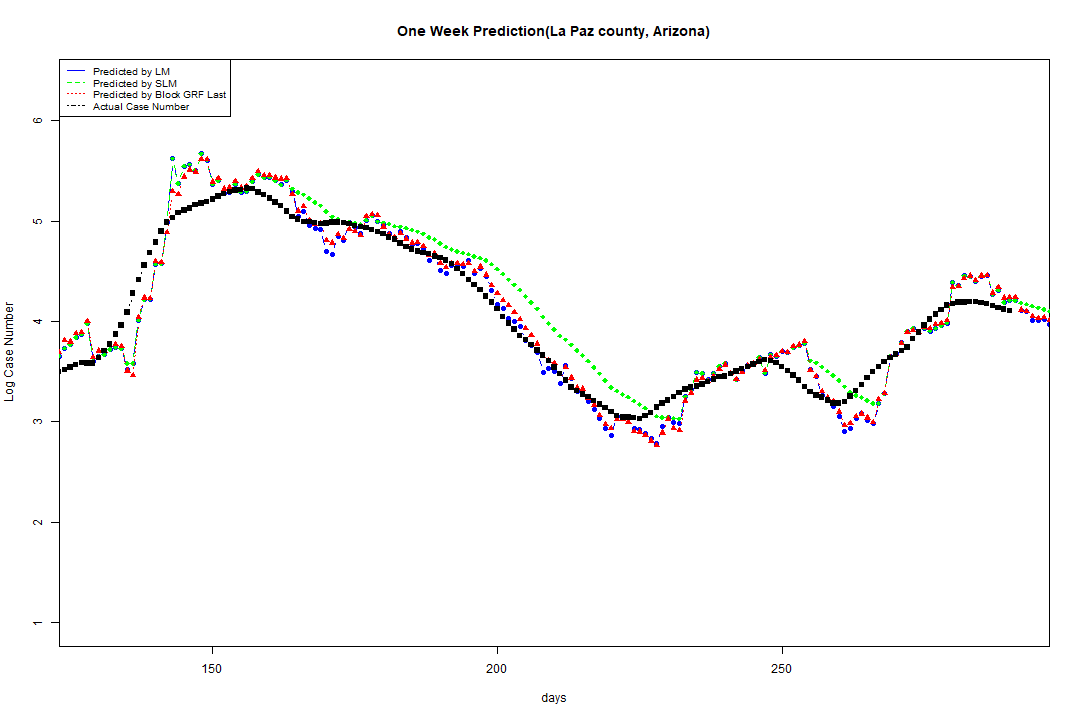 One Week Prediction(La Paz county, Arizona)
Predicted by LM
Predicted by SLM
Predicted by Block GRF Last
Actual Case Number
Log Case Number
6
5
4
3
2
1
150
200
250
days